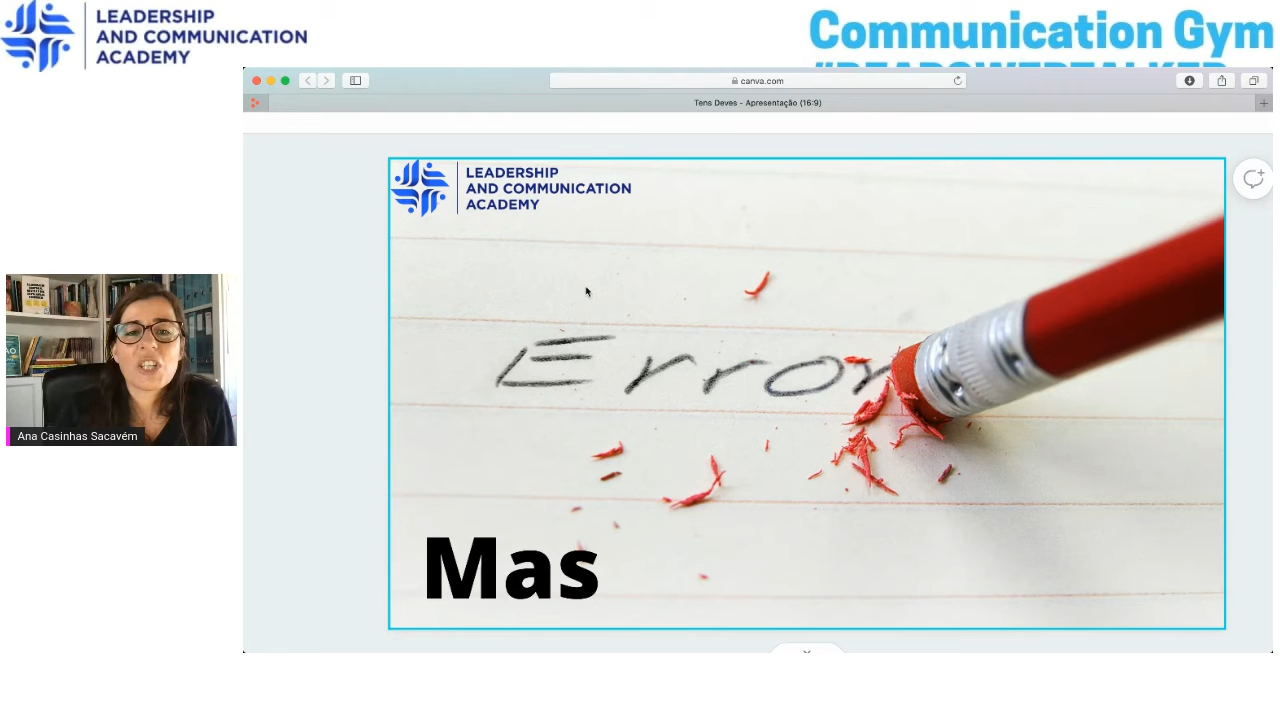 LEADERSHIP
AND COMMUNICATION
ACADEMY
Communication Gym
#BEAPOWERTALKER
canva.com
Tens Deves - Apresentação (16:9)
LEADERSHIP
AND COMMUNICATION
ACADEMY
Error
Mas
Ana Casinhas Sacavém